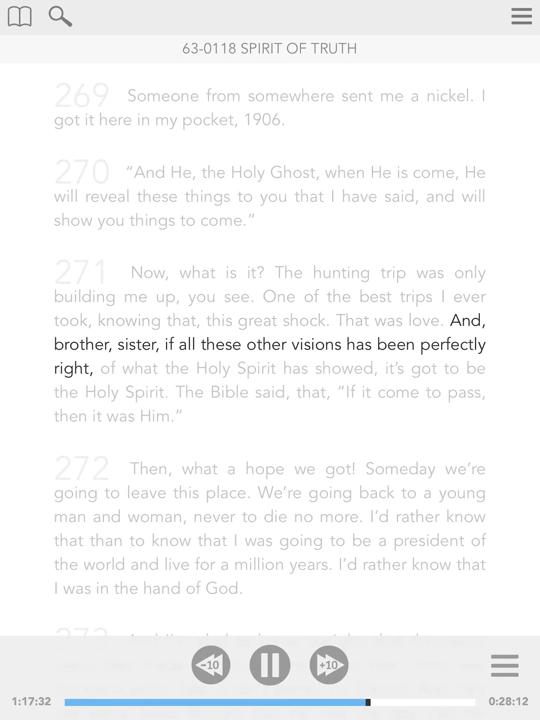 63-0118 SPIRIT OF TRUTH
269 Someone from somewhere sent me a nickel. I
got it here in my pocket, 1906.
270 “And He, the Holy Ghost, when He is come, He
will reveal these things to you that I have said, and will
show you things to come.”
271 Now, what is it? The hunting trip was only
building me up, you see. One of the best trips I ever
took, knowing that, this great shock. That was love. And,
brother, sister, if all these other visions has been perfectly
right, of what the Holy Spirit has showed, it’s got to be
the Holy Spirit. The Bible said, that, “If it come to pass,
then it was Him.”
272 Then, what a hope we got! Someday we’re
going to leave this place. We’re going back to a young
man and woman, never to die no more. I’d rather know
that than to know that I was going to be a president of
the world and live for a million years. I’d rather know that
I was in the hand of God.
273
-10 +10
1:17:32 0:28:12